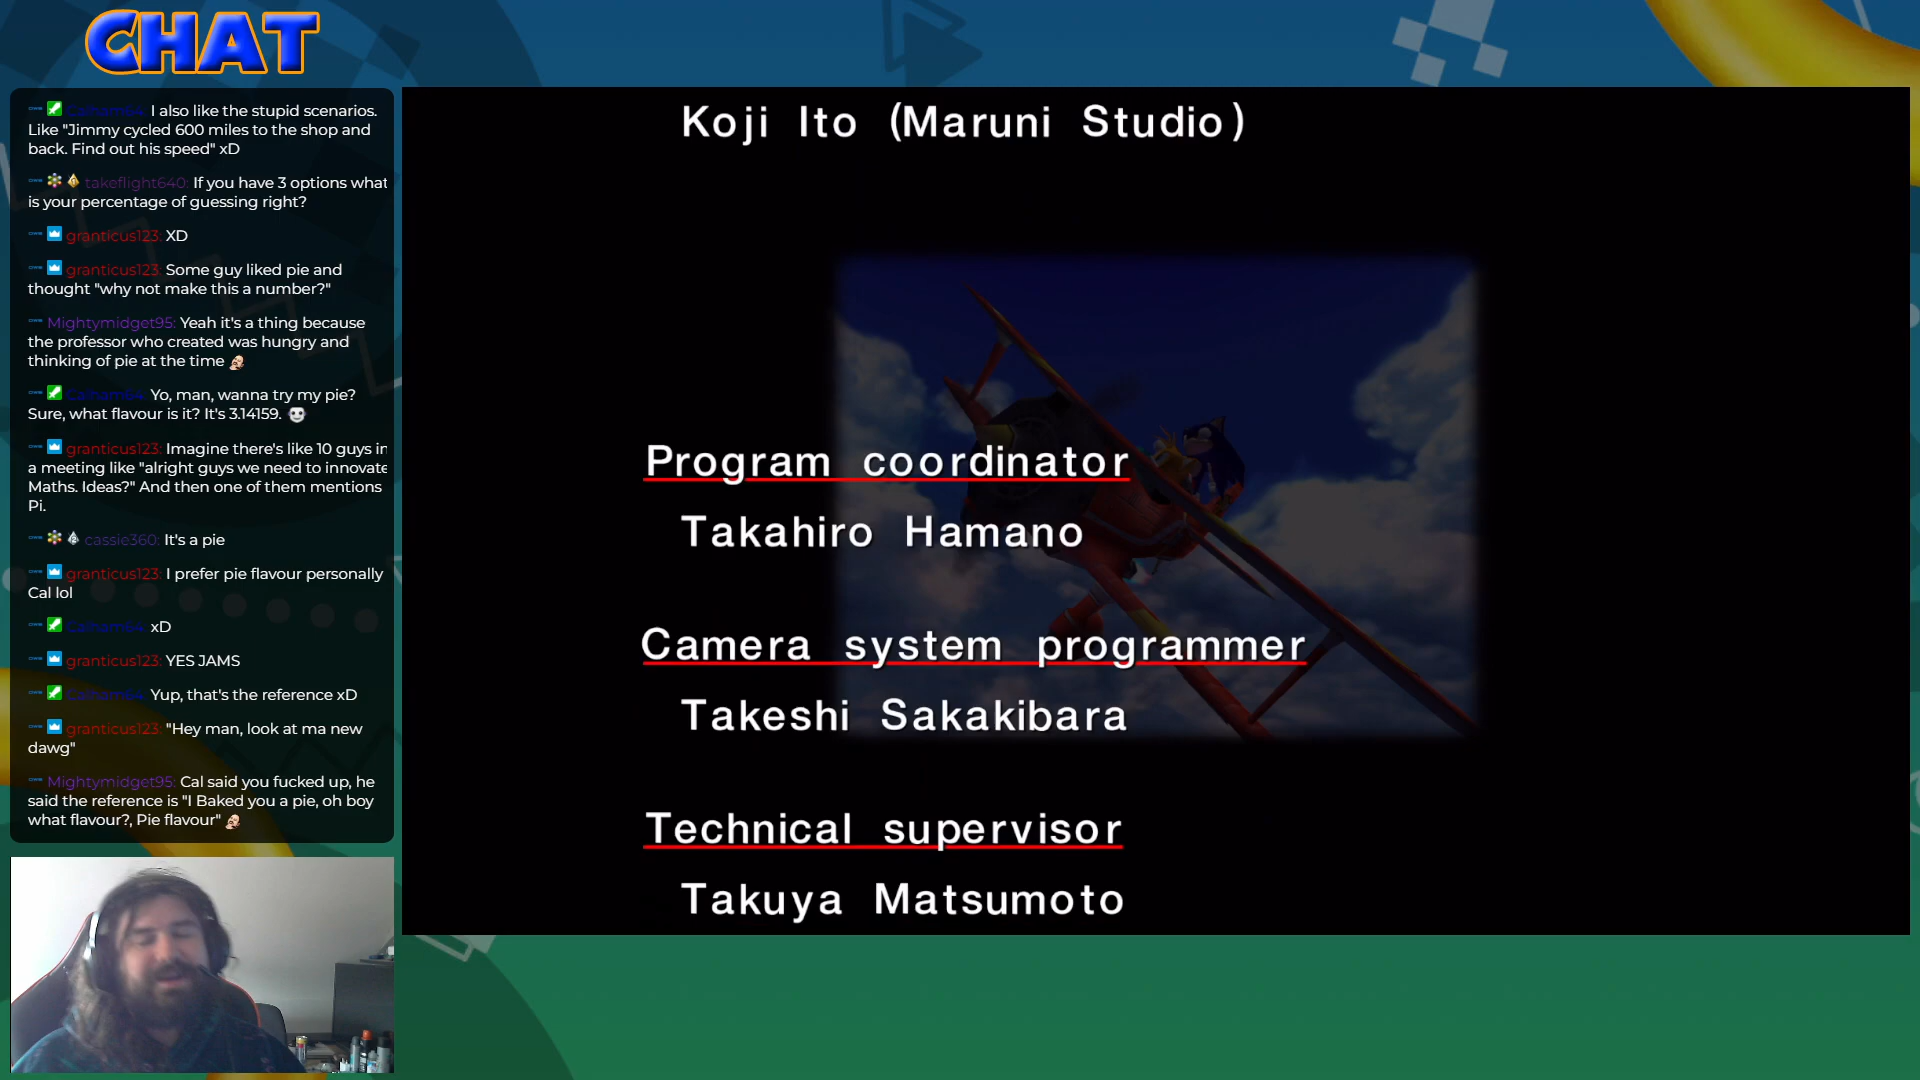 CHAT
Calham64: I also like the stupid scenarios.
Like "Jimmy cycled 600 miles to the shop and
back. Find out his speed" xD
takeflight640: If you have 3 options what
is your percentage of guessing right?
granticus123: XD
granticus123: Some guy liked pie and
thought "why not make this a number?"
Mightymidget95: Yeah it's a thing because
the professor who created was hungry and
thinking of pie at the time
Calham64: Yo, man, wanna try my pie?
Sure, what flavour is it? It's 3.14159.
granticus123: Imagine there's like 10 guys in
a meeting like "alright guys we need to innovate
Maths. Ideas?" And then one of them mentions
Pi.
cassie360: It's a pie
granticus123: I prefer pie flavour personally
Cal lol
Calham64: xD
granticus123: YES JAMS
Calham64: Yup, that's the reference xD
granticus123: "Hey man, look at ma new
dawg"
Mightymidget95: Cal said you fucked up, he
said the reference is "I Baked you a pie, oh boy
what flavour?, Pie flavour"
Koji Ito (Maruni Studio)
Program coordinator
Takahiro Hamano
Camera system programmer
Takeshi Sakakibara
Technical supervisor
Takuya Matsumoto